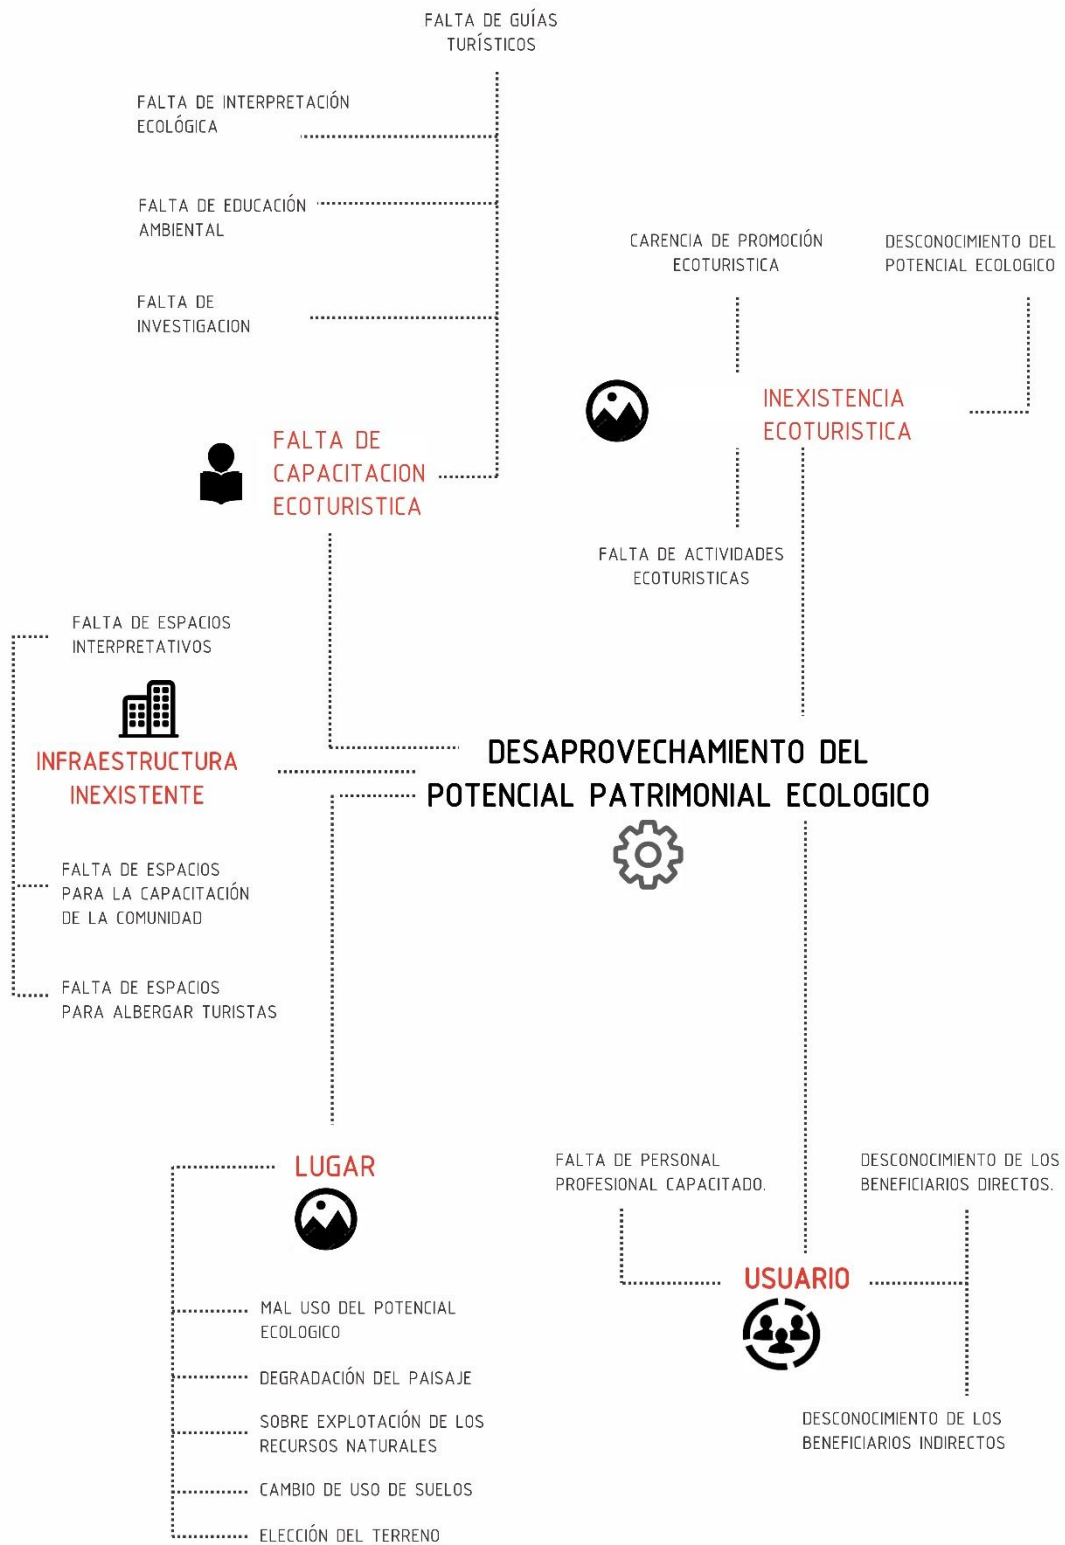 FALTA DE GUÍAS
TURÍSTICOS
FALTA DE INTERPRETACIÓN
ECOLÓGICA
FALTA DE EDUCACIÓN
AMBIENTAL
FALTA DE
INVESTIGACION
FALTA DE
CAPACITACION
ECOTURISTICA
CARENCIA DE PROMOCIÓN
ECOTURISTICA
DESCONOCIMIENTO DEL
POTENCIAL ECOLOGICO
INEXISTENCIA
ECOTURISTICA
FALTA DE ACTIVIDADES
ECOTURISTICAS
FALTA DE ESPACIOS
INTERPRETATIVOS
INFRAESTRUCTURA
INEXISTENTE
FALTA DE ESPACIOS
PARA LA CAPACITACIÓN
DE LA COMUNIDAD
FALTA DE ESPACIOS
PARA ALBERGAR TURISTAS
DESAPROVECHAMIENTO DEL
POTENCIAL PATRIMONIAL ECOLOGICO
LUGAR
MAL USO DEL POTENCIAL
ECOLOGICO
DEGRADACIÓN DEL PAISAJE
SOBRE EXPLOTACIÓN DE LOS
RECURSOS NATURALES
CAMBIO DE USO DE SUELOS
ELECCIÓN DEL TERRENO
FALTA DE PERSONAL
PROFESIONAL CAPACITADO.
DESCONOCIMIENTO DE LOS
BENEFICIARIOS DIRECTOS.
USUARIO
DESCONOCIMIENTO DE LOS
BENEFICIARIOS INDIRECTOS